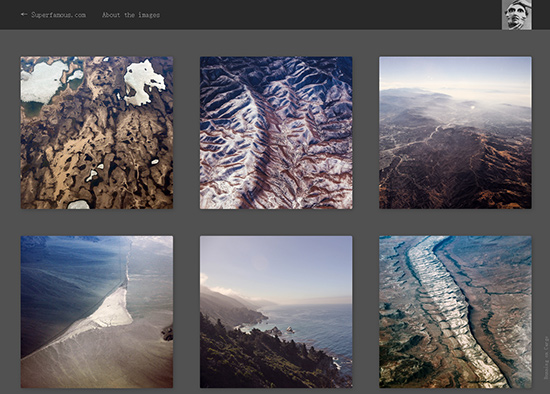 ← Superfamous.com
About the images